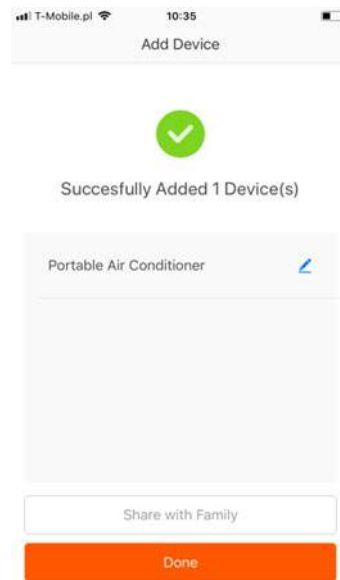 T-Mobile.pl 10:35
Add Device
Succesfully Added 1 Device(s)
Portable Air Conditioner
Share with Family
Done